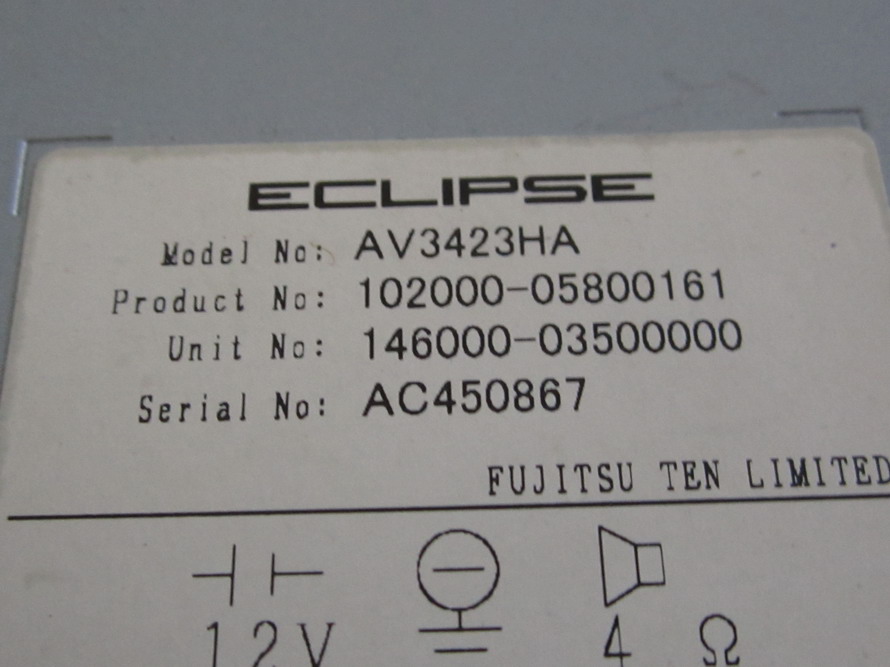 ECLIPSE
Model No: AV3423HA
Product No: 102000-05800161
Unit No: 146000-03500000
Serial No: AC450867
FUJITSU TEN LIMITED
12V 4 Ω